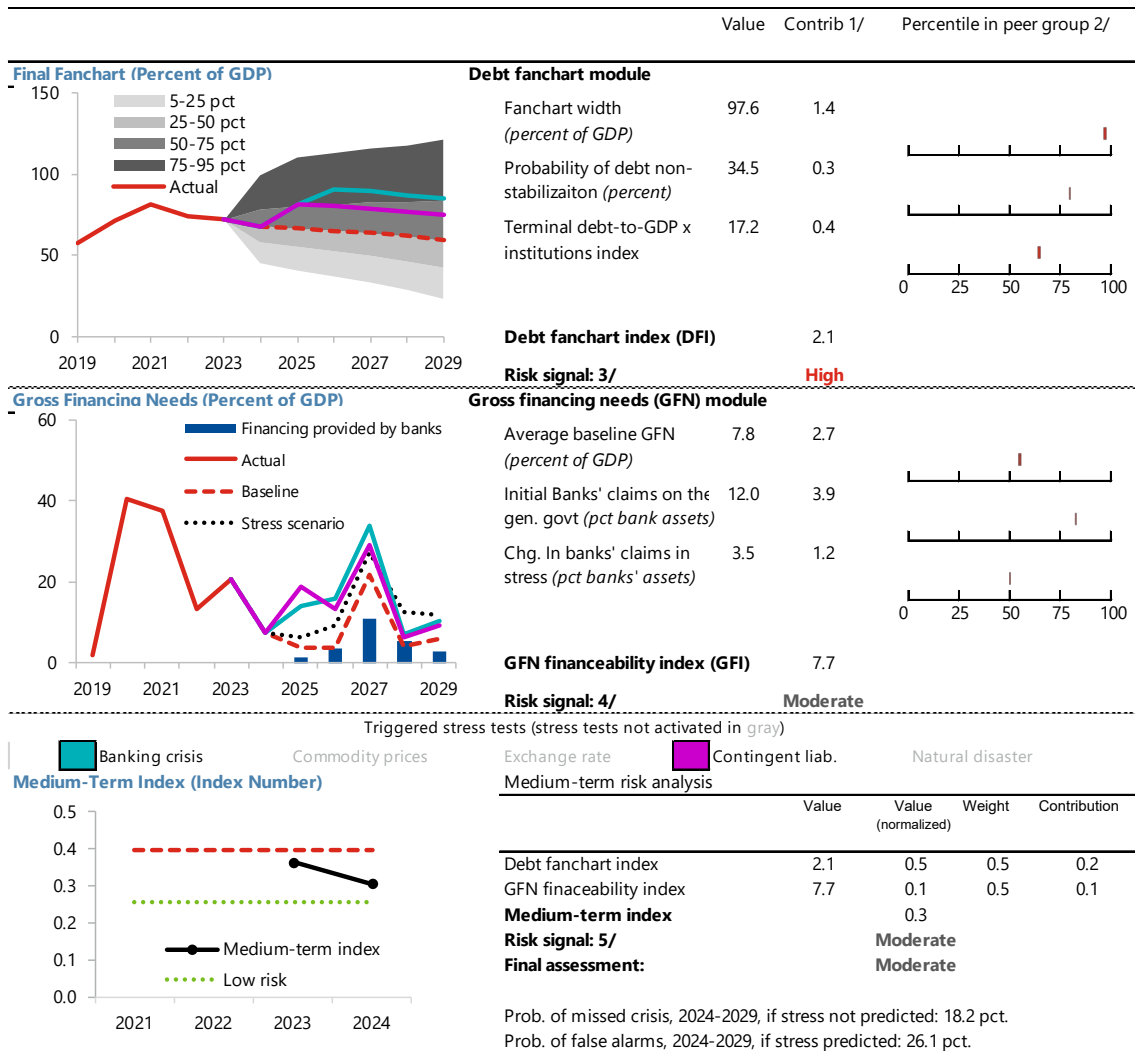 Value Contrib 1/ Percentile in peer group 2/
Final Fanchart (Percent of GDP)
150
100
50
0
5-25 pct
25-50 pct
50-75 pct
75-95 pct
Actual
2019 2021 2023 2025 2027 2029
Debt fanchart module
Fanchart width 97.6 1.4
(percent of GDP)
Probability of debt non- 34.5 0.3
stabilizaiton (percent)
Terminal debt-to-GDP x 17.2 0.4
institutions index
0 25 50 75 100
Debt fanchart index (DFI) 2.1
Risk signal: 3/ High
Gross Financing Needs (Percent of GDP)
60
40
20
0
Financing provided by banks
Actual
Baseline
Stress scenario
2019 2021 2023 2025 2027 2029
Gross financing needs (GFN) module
Average baseline GFN 7.8 2.7
(percent of GDP)
Initial Banks' claims on the 12.0 3.9
gen. govt (pct bank assets)
Chg. In banks' claims in 3.5 1.2
stress (pct banks' assets)
0 25 50 75 100
GFN financeability index (GFI) 7.7
Risk signal: 4/ Moderate
Triggered stress tests (stress tests not activated in gray)
Banking crisis Commodity prices Exchange rate Contingent liab. Natural disaster
Medium-Term Index (Index Number)
0.5
0.4
0.3
0.2
0.1
0.0
Medium-term index
Low risk
2021 2022 2023 2024
Medium-term risk analysis
Value Value Weight Contribution
(normalized)
Debt fanchart index 2.1 0.5 0.5 0.2
GFN finaceability index 7.7 0.1 0.5 0.1
Medium-term index 0.3
Risk signal: 5/ Moderate
Final assessment: Moderate
Prob. of missed crisis, 2024-2029, if stress not predicted: 18.2 pct.
Prob. of false alarms, 2024-2029, if stress predicted: 26.1 pct.